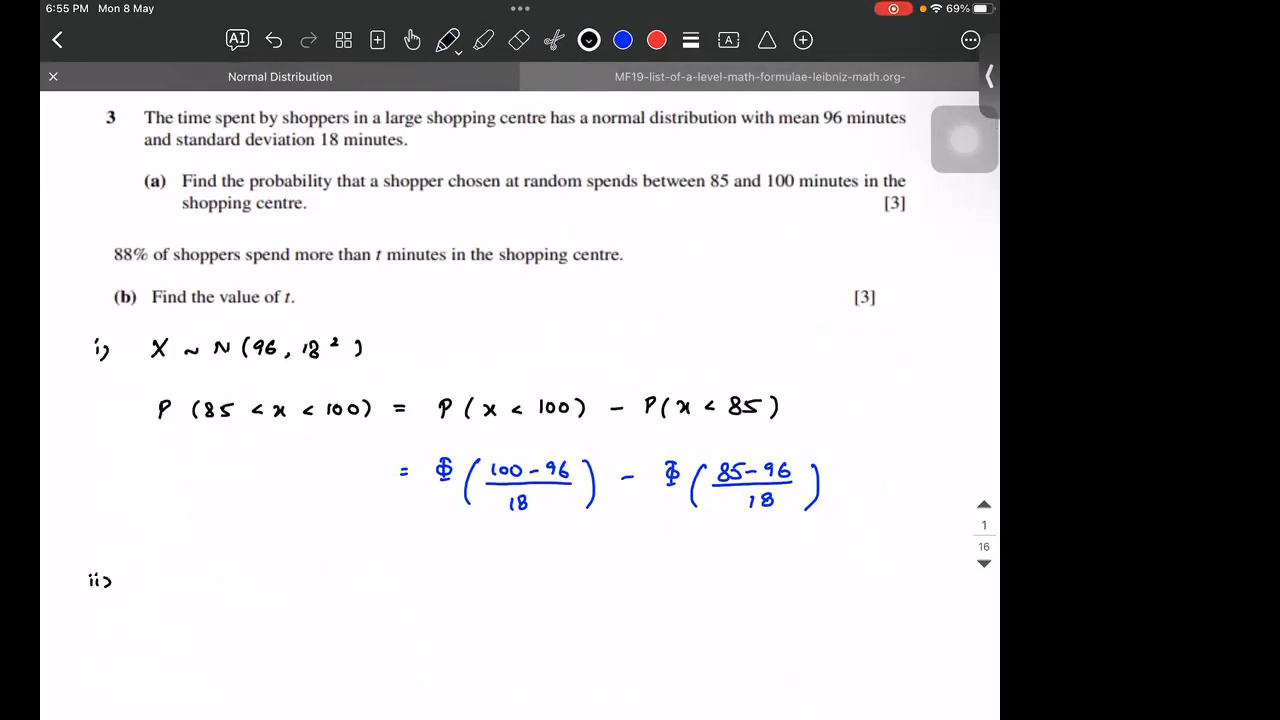 6:55 PM Mon 8 May
69%
AI
A
Normal Distribution
MF19-list-of-a-level-math-formulae-leibniz-math.org-
3 The time spent by shoppers in a large shopping centre has a normal distribution with mean 96 minutes
and standard deviation 18 minutes.
(a) Find the probability that a shopper chosen at random spends between 85 and 100 minutes in the
shopping centre. [3]
88% of shoppers spend more than t minutes in the shopping centre.
(b) Find the value of t. [3]
i) X ~ N (96, 18²)
P (85 < x < 100) = P (x < 100) - P(x < 85)
= Φ ((100 - 96)/18) - Φ ((85 - 96)/18)
ii)
1
16